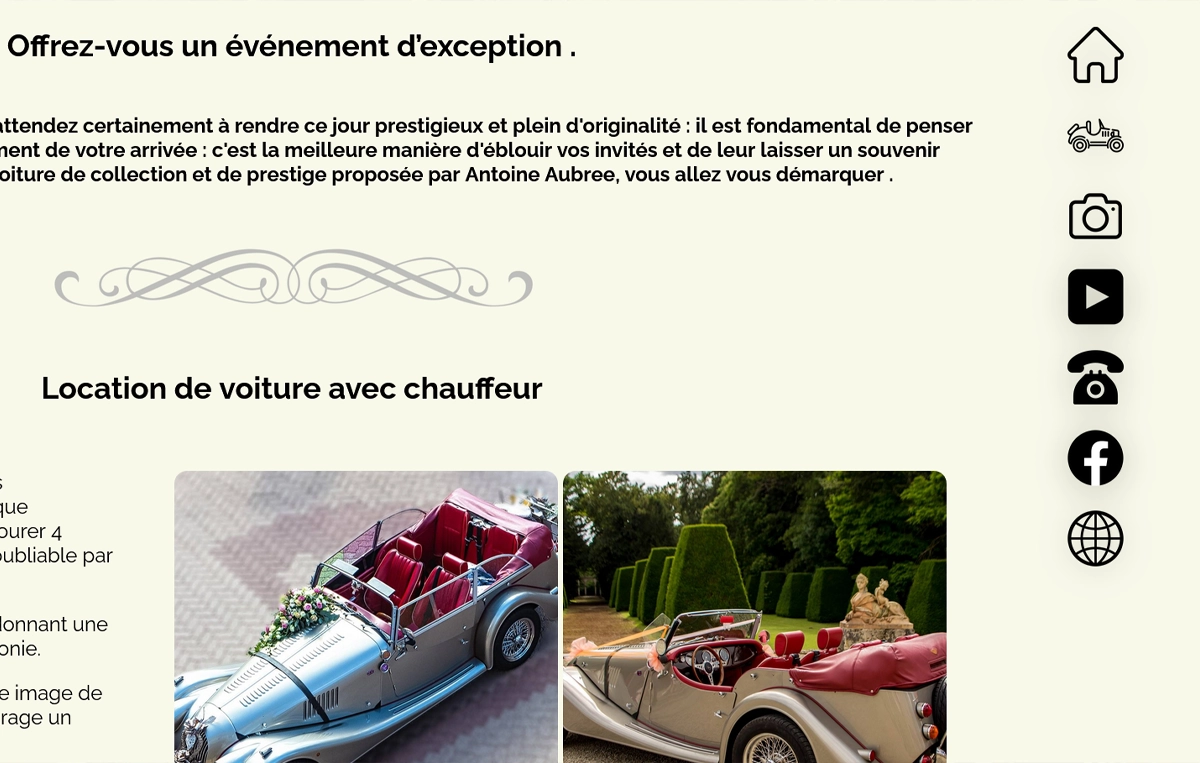 Offrez-vous un événement d’exception .
attendez certainement à rendre ce jour prestigieux et plein d'originalité : il est fondamental de penser
ment de votre arrivée : c'est la meilleure manière d'éblouir vos invités et de leur laisser un souvenir
oiture de collection et de prestige proposée par Antoine Aubree, vous allez vous démarquer .
Location de voiture avec chauffeur
s
que
ourer 4
oubliable par
donnant une
onie.
e image de
rage un